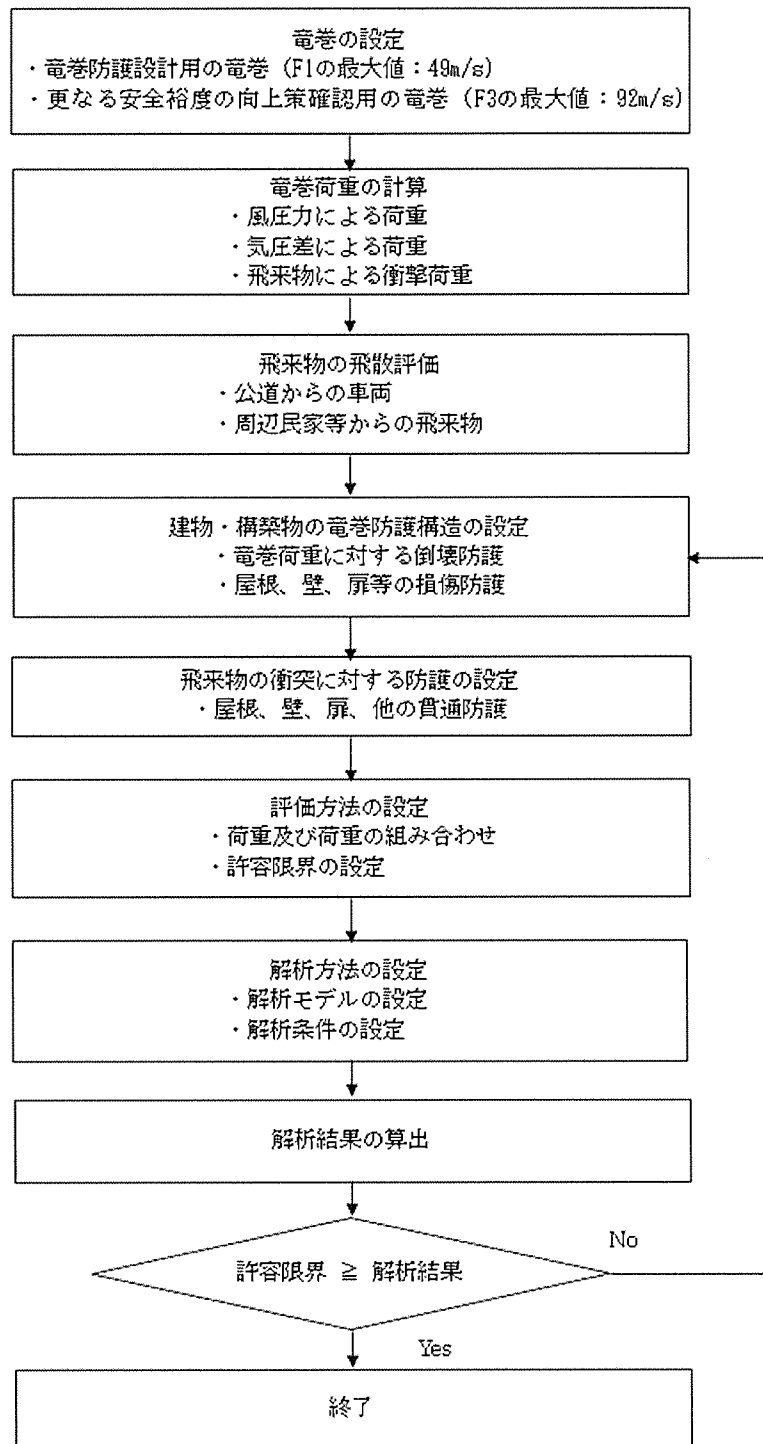 竜巻の設定
・竜巻防護設計用の竜巻（F1の最大値：49m/s）
・更なる安全裕度の向上策確認用の竜巻（F3の最大値：92m/s）
竜巻荷重の計算
・風圧力による荷重
・気圧差による荷重
・飛来物による衝撃荷重
飛来物の飛散評価
・公道からの車両
・周辺民家等からの飛来物
建物・構築物の竜巻防護構造の設定
・竜巻荷重に対する倒壊防護
・屋根、壁、扉等の損傷防護
飛来物の衝突に対する防護の設定
・屋根、壁、扉、他の貫通防護
評価方法の設定
・荷重及び荷重の組み合わせ
・許容限界の設定
解析方法の設定
・解析モデルの設定
・解析条件の設定
解析結果の算出
許容限界 ≧ 解析結果
No
Yes
終了